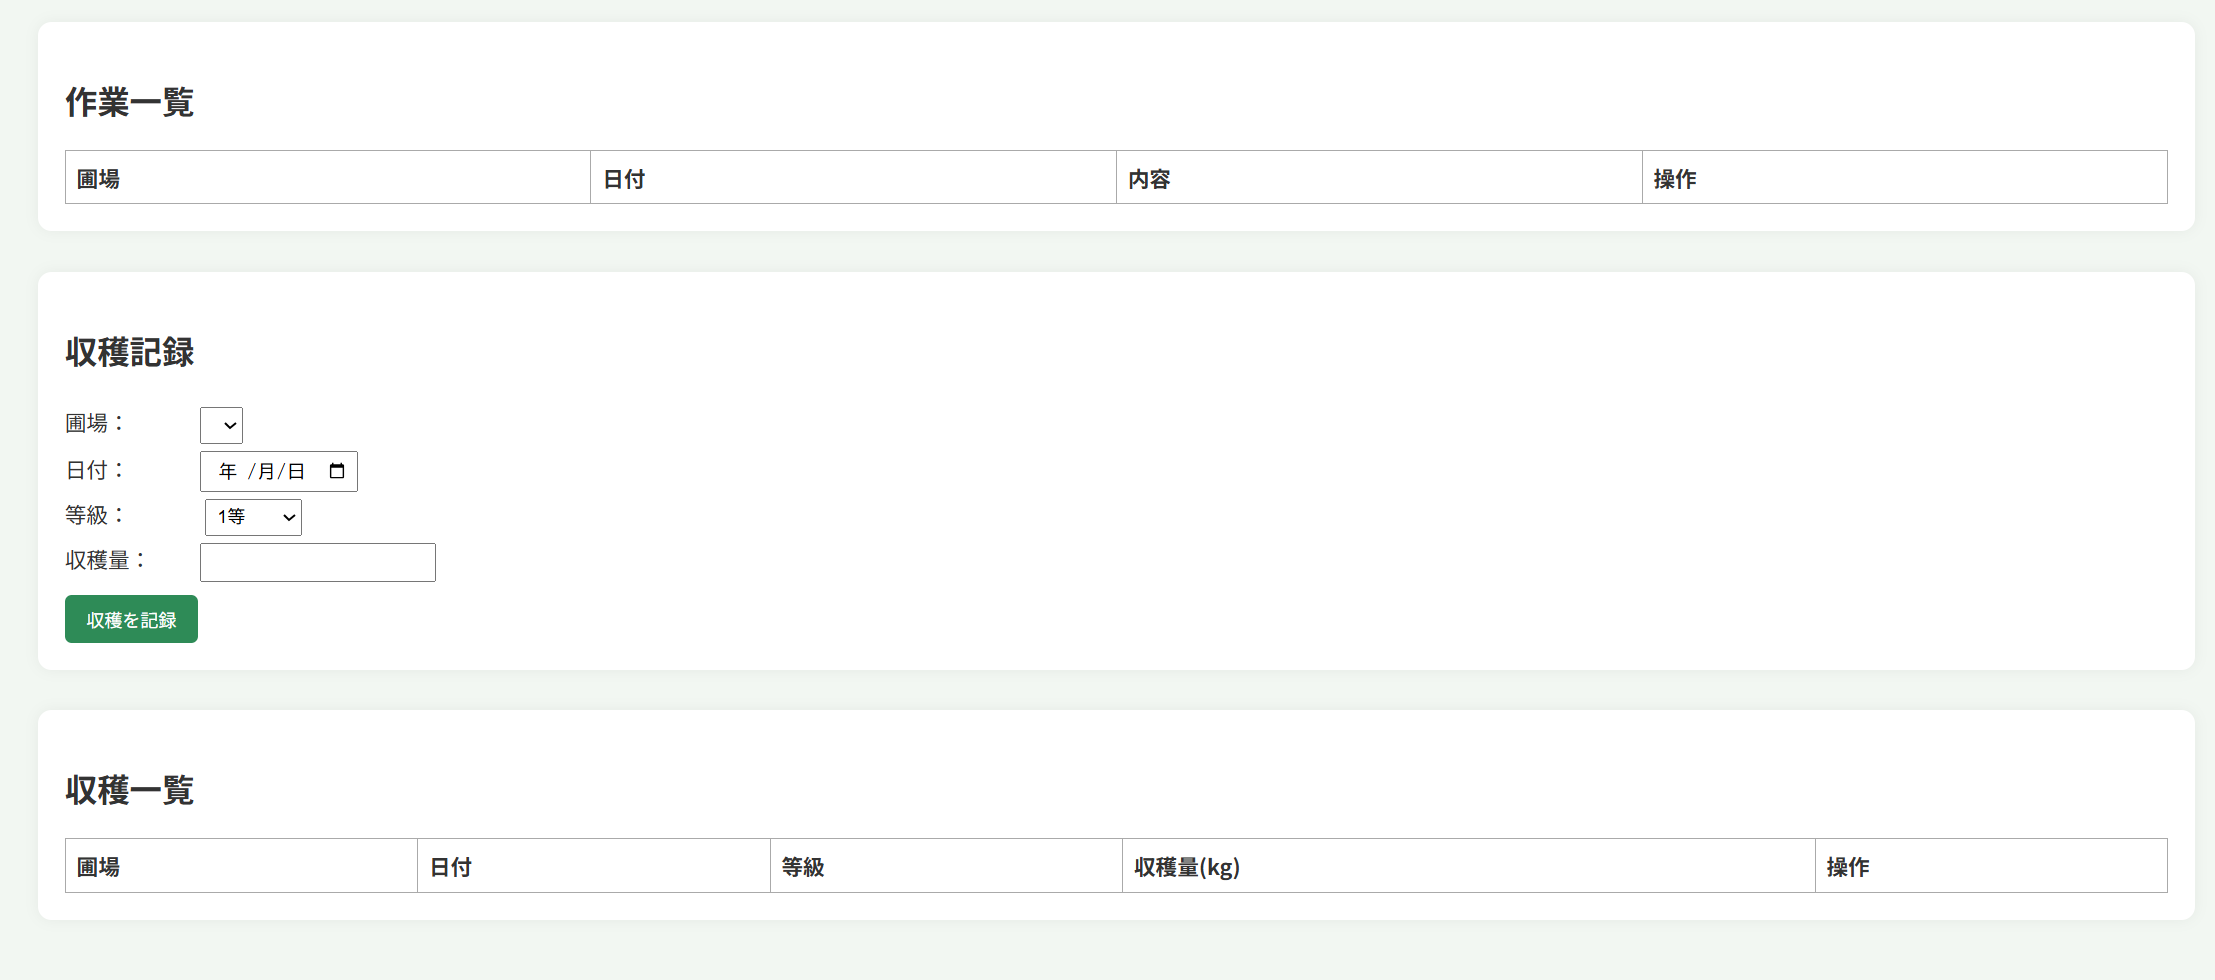 作業一覧
圃場 日付 内容 操作
収穫記録
圃場：
日付： 年 /月/日
等級： 1等
収穫量：
収穫を記録
収穫一覧
圃場 日付 等級 収穫量(kg) 操作